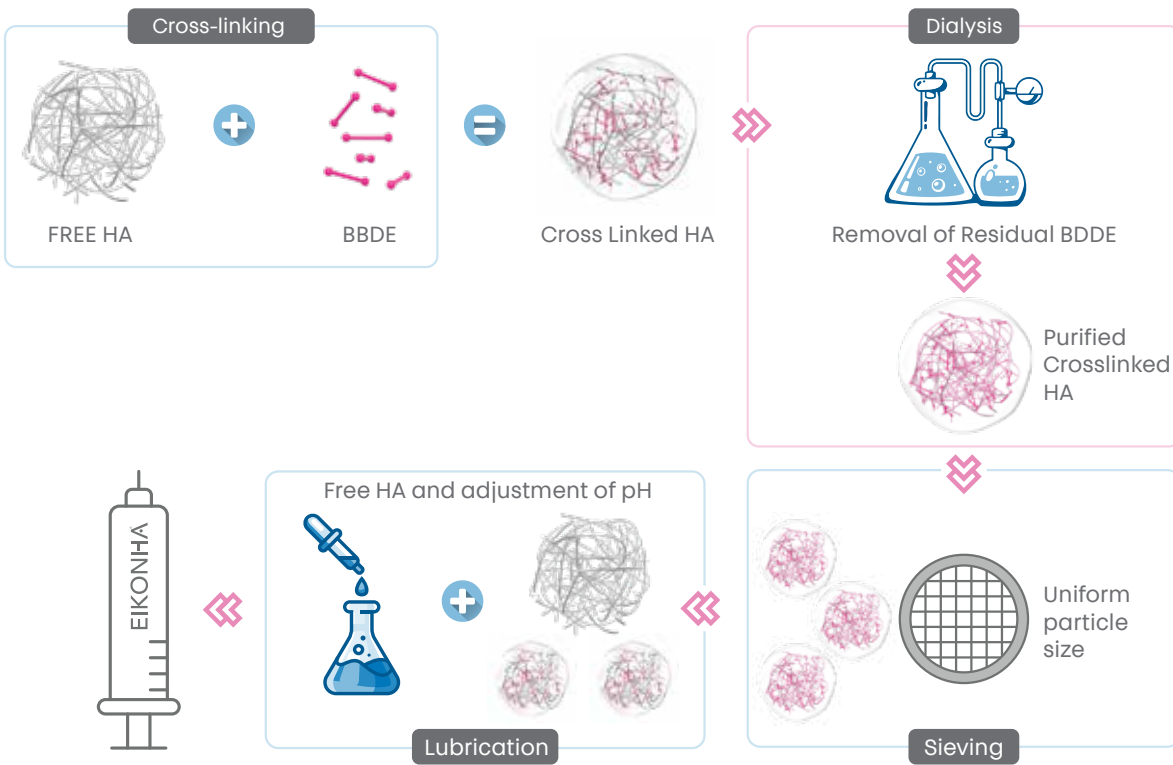 Cross-linking
FREE HA
BBDE
Cross Linked HA
Dialysis
Removal of Residual BDDE
Purified
Crosslinked
HA
Uniform
particle
size
Sieving
Free HA and adjustment of pH
Lubrication
EIKONHA